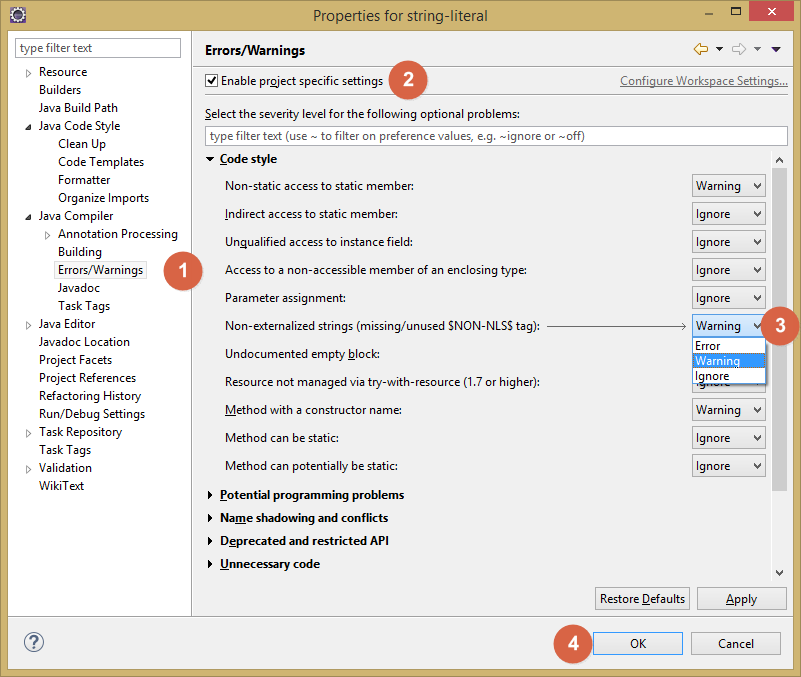 Properties for string-literal
type filter text
Resource
Builders
Java Build Path
Java Code Style
Clean Up
Code Templates
Formatter
Organize Imports
Java Compiler
Annotation Processing
Building
Errors/Warnings
1
Javadoc
Task Tags
Java Editor
Javadoc Location
Project Facets
Project References
Refactoring History
Run/Debug Settings
Task Repository
Task Tags
Validation
WikiText
Errors/Warnings
Enable project specific settings 2 Configure Workspace Settings...
Select the severity level for the following optional problems:
type filter text (use ~ to filter on preference values, e.g. ~ignore or ~off)
Code style
Non-static access to static member: Warning
Indirect access to static member: Ignore
Unqualified access to instance field: Ignore
Access to a non-accessible member of an enclosing type: Ignore
Parameter assignment: Ignore
Non-externalized strings (missing/unused $NON-NLS$ tag): Warning 3
Error
Undocumented empty block: Warning
Ignore
Resource not managed via try-with-resource (1.7 or higher): Ignore
Method with a constructor name: Warning
Method can be static: Ignore
Method can potentially be static: Ignore
Potential programming problems
Name shadowing and conflicts
Deprecated and restricted API
Unnecessary code
Restore Defaults Apply
? 4 OK Cancel